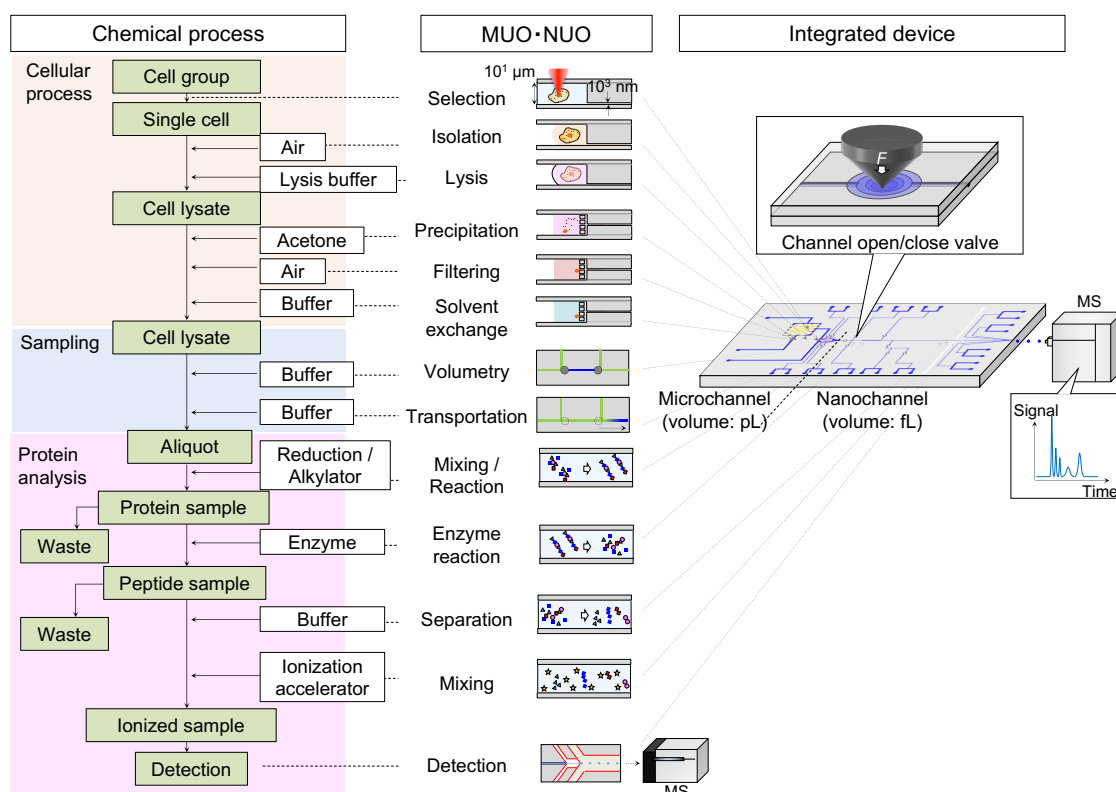 Chemical process
MUO･NUO
Integrated device
Cellular
process
Cell group
Single cell
Air
Lysis buffer
Cell lysate
Acetone
Air
Buffer
Cell lysate
Sampling
Buffer
Buffer
Aliquot
Protein
analysis
Reduction /
Alkylator
Protein sample
Waste
Enzyme
Peptide sample
Waste
Buffer
Ionization
accelerator
Ionized sample
Detection
10¹ μm
10³ nm
Selection
Isolation
Lysis
Precipitation
Filtering
Solvent
exchange
Volumetry
Transportation
Mixing /
Reaction
Enzyme
reaction
Separation
Mixing
Detection
MS
F
Channel open/close valve
MS
Microchannel
(volume: pL)
Nanochannel
(volume: fL)
Signal
Time